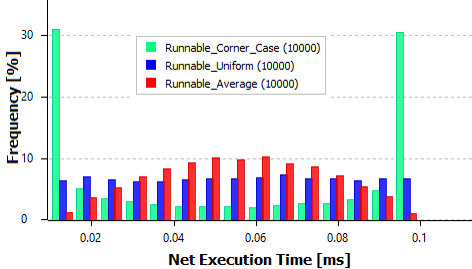 Frequency [%]
30
20
10
0
Runnable_Corner_Case (10000)
Runnable_Uniform (10000)
Runnable_Average (10000)
0.02 0.04 0.06 0.08 0.1
Net Execution Time [ms]